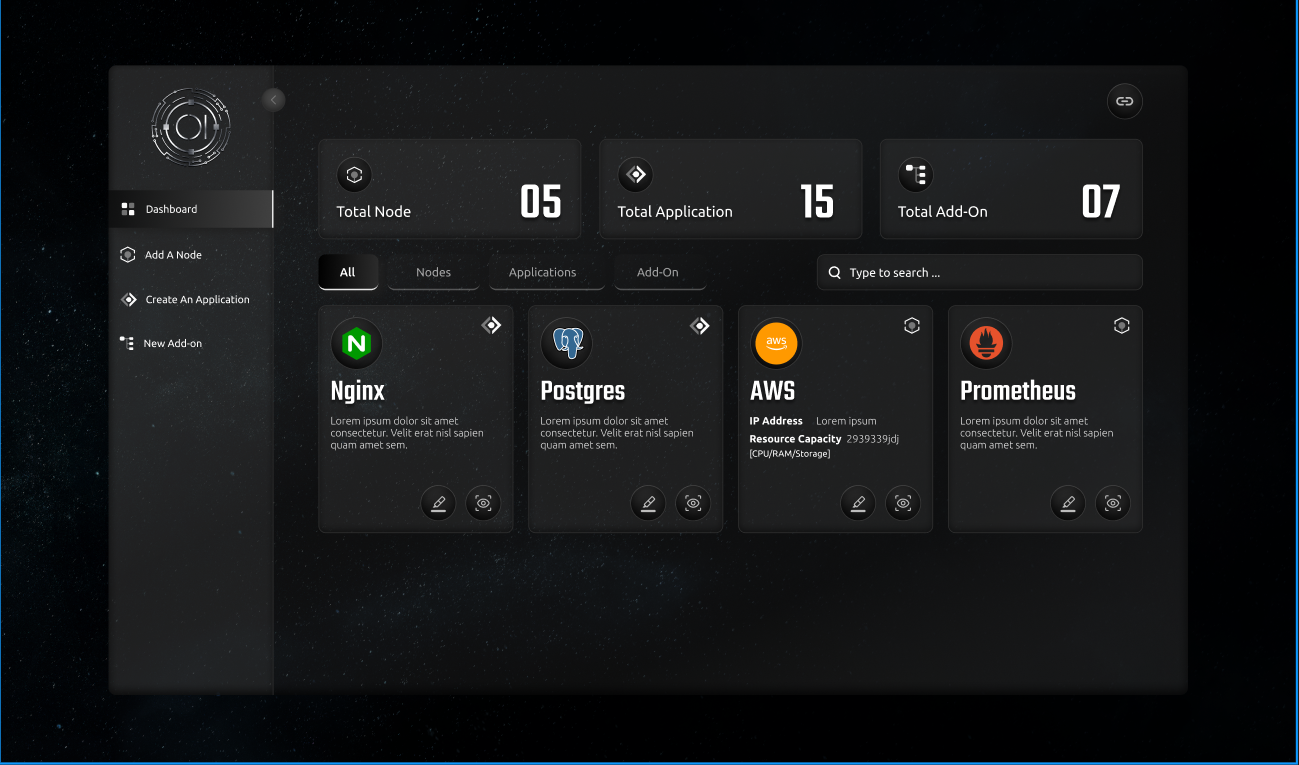 Dashboard
Add A Node
Create An Application
New Add-on
Total Node
05
Total Application
15
Total Add-On
07
All
Nodes
Applications
Add-On
Type to search ...
Nginx
Lorem ipsum dolor sit amet
consectetur. Velit erat nisl sapien
quam amet sem.
Postgres
Lorem ipsum dolor sit amet
consectetur. Velit erat nisl sapien
quam amet sem.
aws
AWS
IP Address Lorem ipsum
Resource Capacity 2939339jdj
[CPU/RAM/Storage]
Prometheus
Lorem ipsum dolor sit amet
consectetur. Velit erat nisl sapien
quam amet sem.